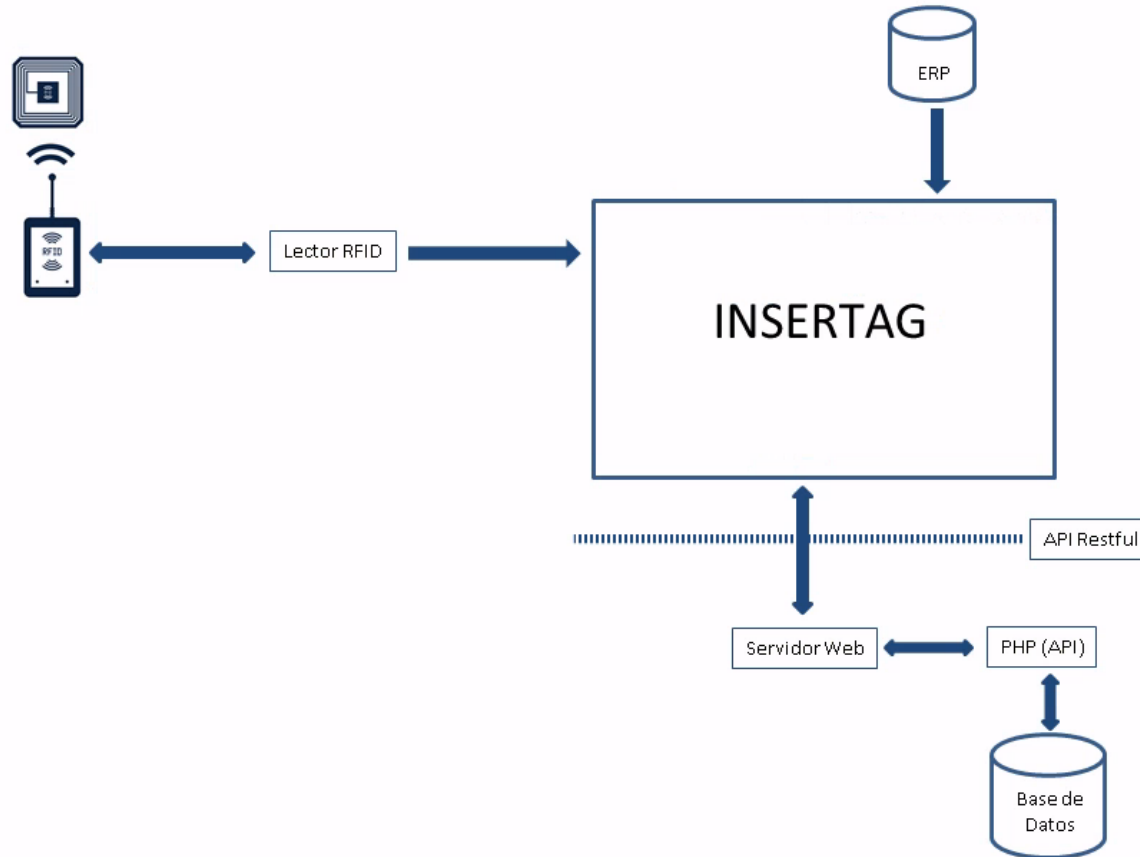 ERP
RFID
Lector RFID
INSERTAG
API Restful
Servidor Web
PHP (API)
Base de
Datos